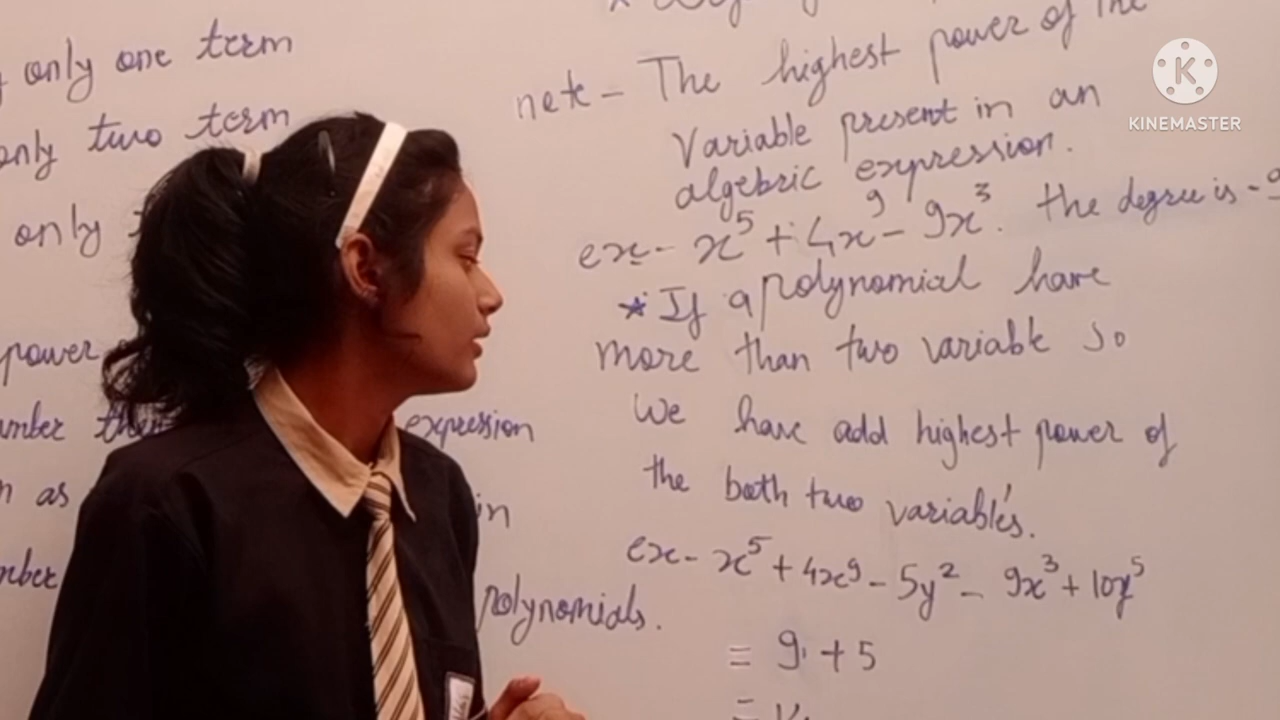 only one term
only two term
only
power
then expression
as in
polynomials.
note - The highest power of the
Variable present in an
algebric expression.
ex - x⁵ + 4x⁹ - 9x³. the degree is - 9
* If a polynomial have
more than two variable so
We have add highest power of
the both two variables.
ex - x⁵ + 4x⁹ - 5y² - 9x³ + 10y⁵
= 9 + 5
=
KINEMASTER